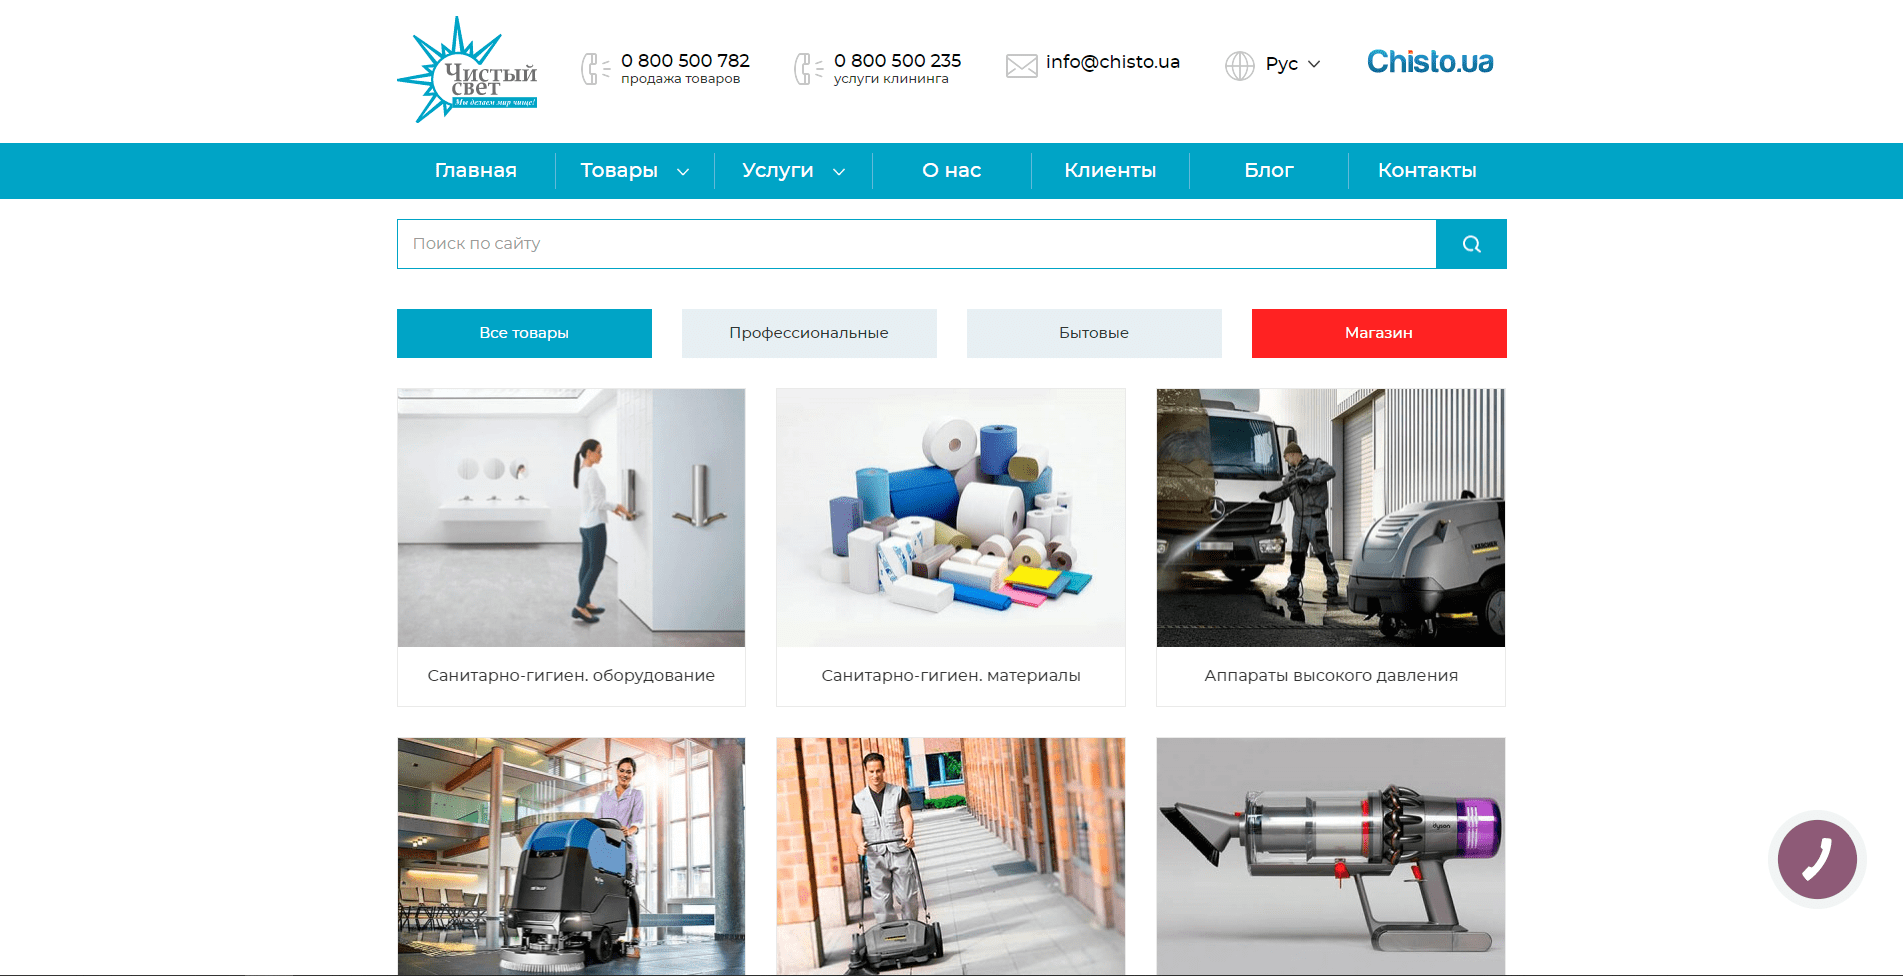 Чистый
свет
Мы делаем мир чище!
0 800 500 782
продажа товаров
0 800 500 235
услуги клининга
info@chisto.ua
Рус
Chisto.ua
Главная
Товары
Услуги
О нас
Клиенты
Блог
Контакты
Поиск по сайту
Все товары
Профессиональные
Бытовые
Магазин
KARCHER
Санитарно-гигиен. оборудование
Санитарно-гигиен. материалы
Аппараты высокого давления
dyson